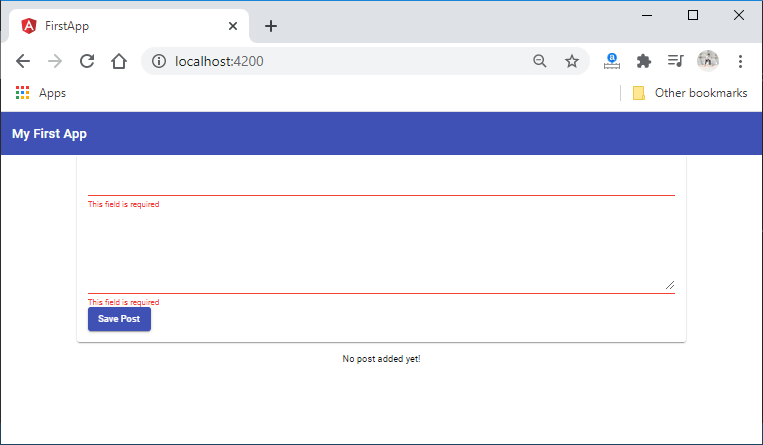 FirstApp
localhost:4200
Apps
Other bookmarks
My First App
This field is required
This field is required
Save Post
No post added yet!